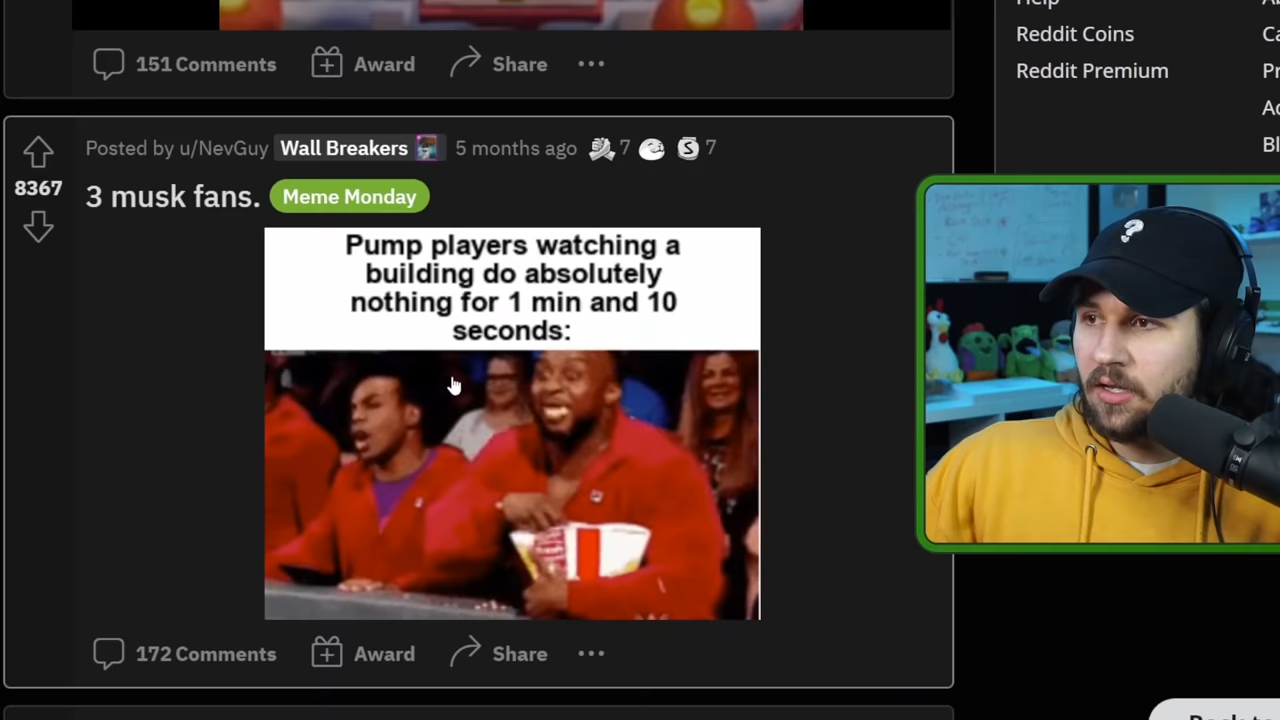 151 Comments Award Share
Help
Reddit Coins
Reddit Premium
Posted by u/NevGuy Wall Breakers 5 months ago 7 7
8367
3 musk fans. Meme Monday
Pump players watching a
building do absolutely
nothing for 1 min and 10
seconds:
?
172 Comments Award Share